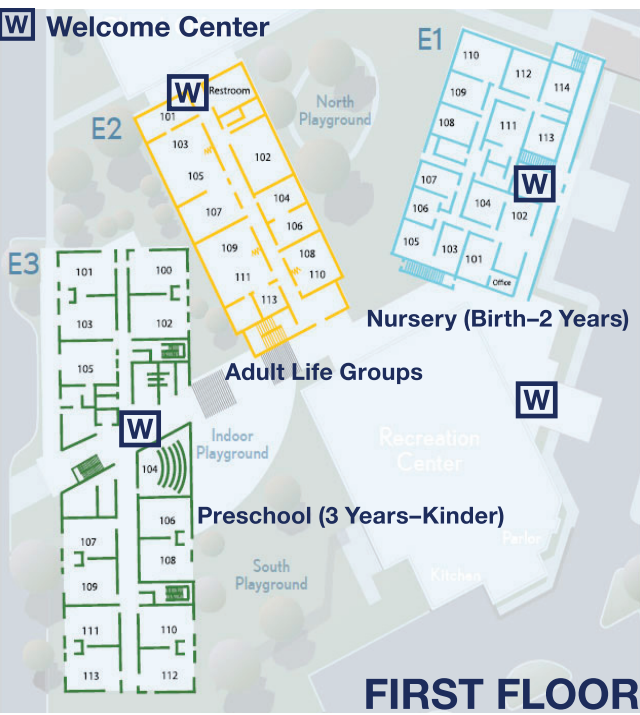 W Welcome Center
E1
110
112
114
109
108
111
113
107
W
106
104
102
105
103
101
Office
Nursery (Birth–2 Years)
E2
W
Restroom
101
103
102
105
107
104
106
109
108
111
110
113
Adult Life Groups
North
Playground
E3
101
100
103
102
105
W
104
106
107
108
109
111
110
113
112
Preschool (3 Years–Kinder)
Indoor
Playground
South
Playground
W
Recreation
Center
Parlor
Kitchen
FIRST FLOOR